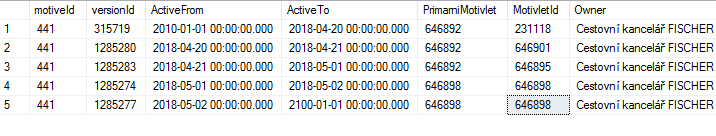 motiveId versionId ActiveFrom ActiveTo PrimarniMotivlet MotivletId Owner
1 441 315719 2010-01-01 00:00:00.000 2018-04-20 00:00:00.000 646892 231118 Cestovní kancelář FISCHER
2 441 1285280 2018-04-20 00:00:00.000 2018-04-21 00:00:00.000 646892 646901 Cestovní kancelář FISCHER
3 441 1285283 2018-04-21 00:00:00.000 2018-05-01 00:00:00.000 646892 646895 Cestovní kancelář FISCHER
4 441 1285274 2018-05-01 00:00:00.000 2018-05-02 00:00:00.000 646898 646898 Cestovní kancelář FISCHER
5 441 1285277 2018-05-02 00:00:00.000 2100-01-01 00:00:00.000 646898 646898 Cestovní kancelář FISCHER